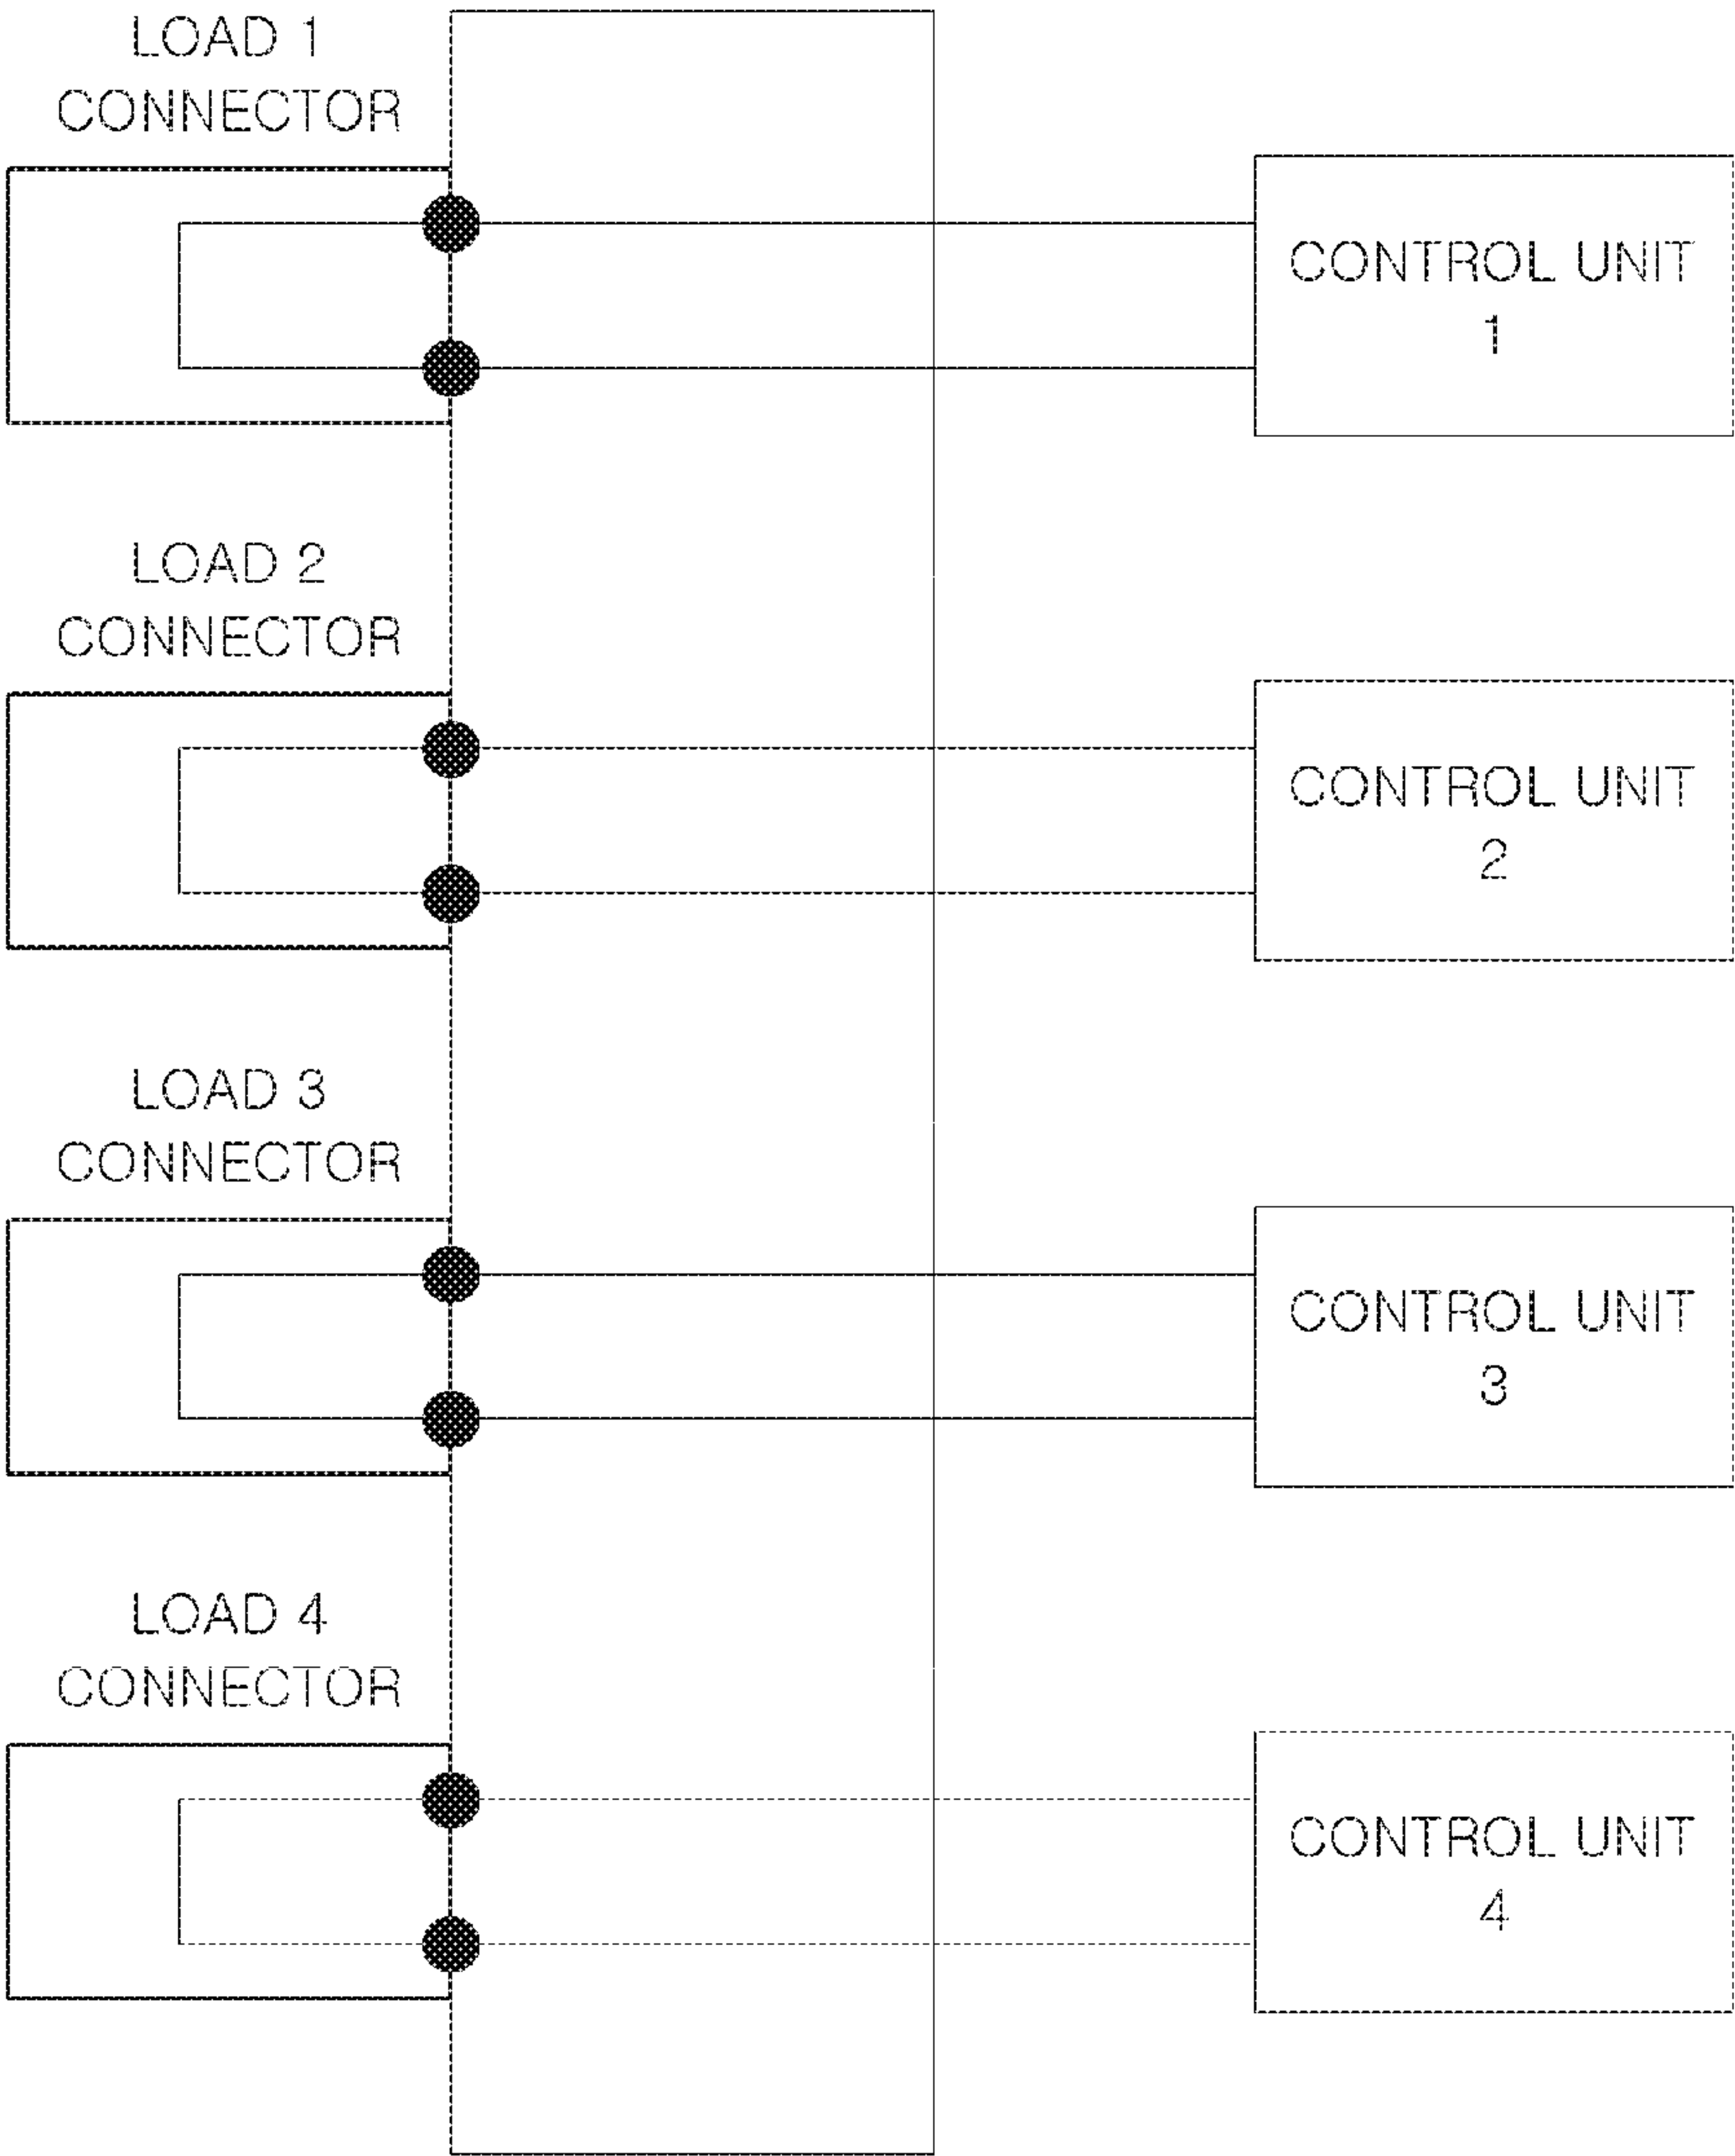 LOAD 1
CONNECTOR
CONTROL UNIT
1
LOAD 2
CONNECTOR
CONTROL UNIT
2
LOAD 3
CONNECTOR
CONTROL UNIT
3
LOAD 4
CONNECTOR
CONTROL UNIT
4